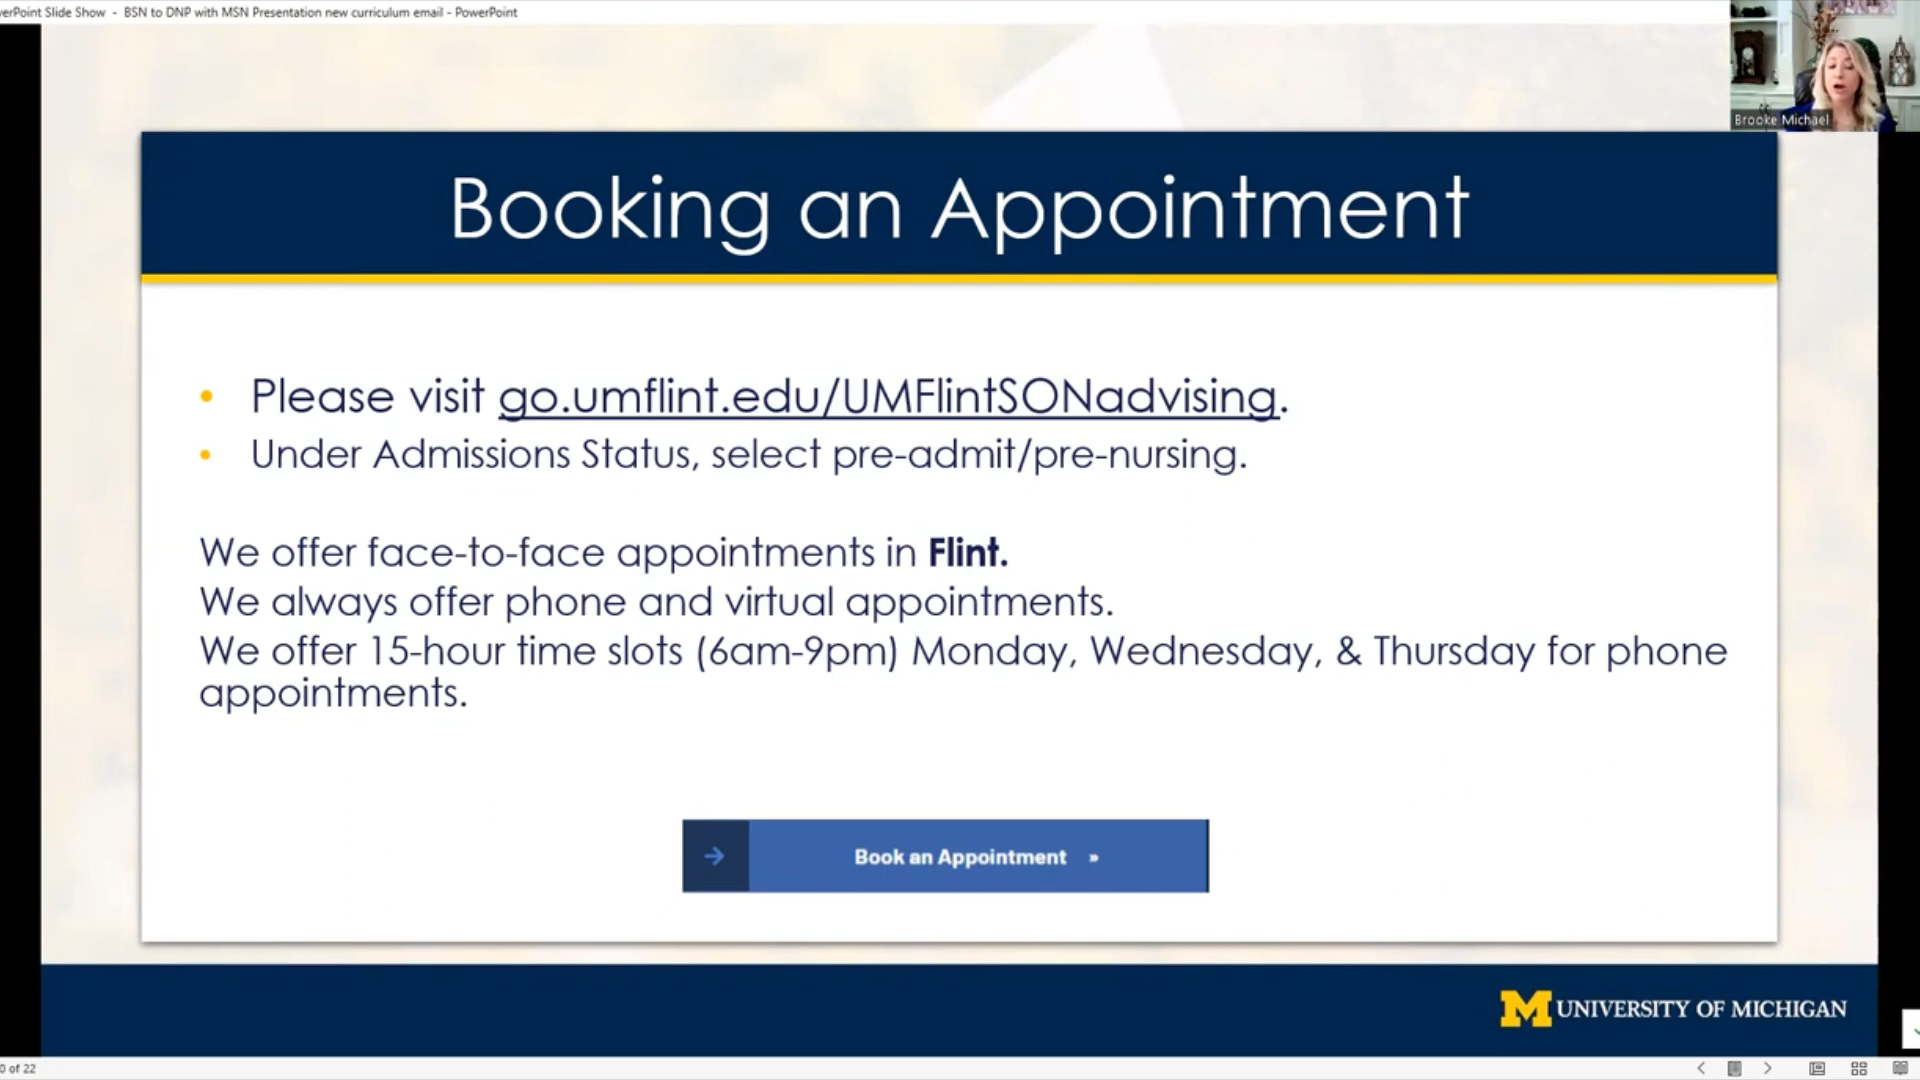 erPoint Slide Show - BSN to DNP with MSN Presentation new curriculum email - PowerPoint
Brooke Michael
Booking an Appointment
• Please visit go.umflint.edu/UMFlintSONadvising.
• Under Admissions Status, select pre-admit/pre-nursing.
We offer face-to-face appointments in Flint.
We always offer phone and virtual appointments.
We offer 15-hour time slots (6am-9pm) Monday, Wednesday, & Thursday for phone
appointments.
Book an Appointment »
M UNIVERSITY OF MICHIGAN
0 of 22